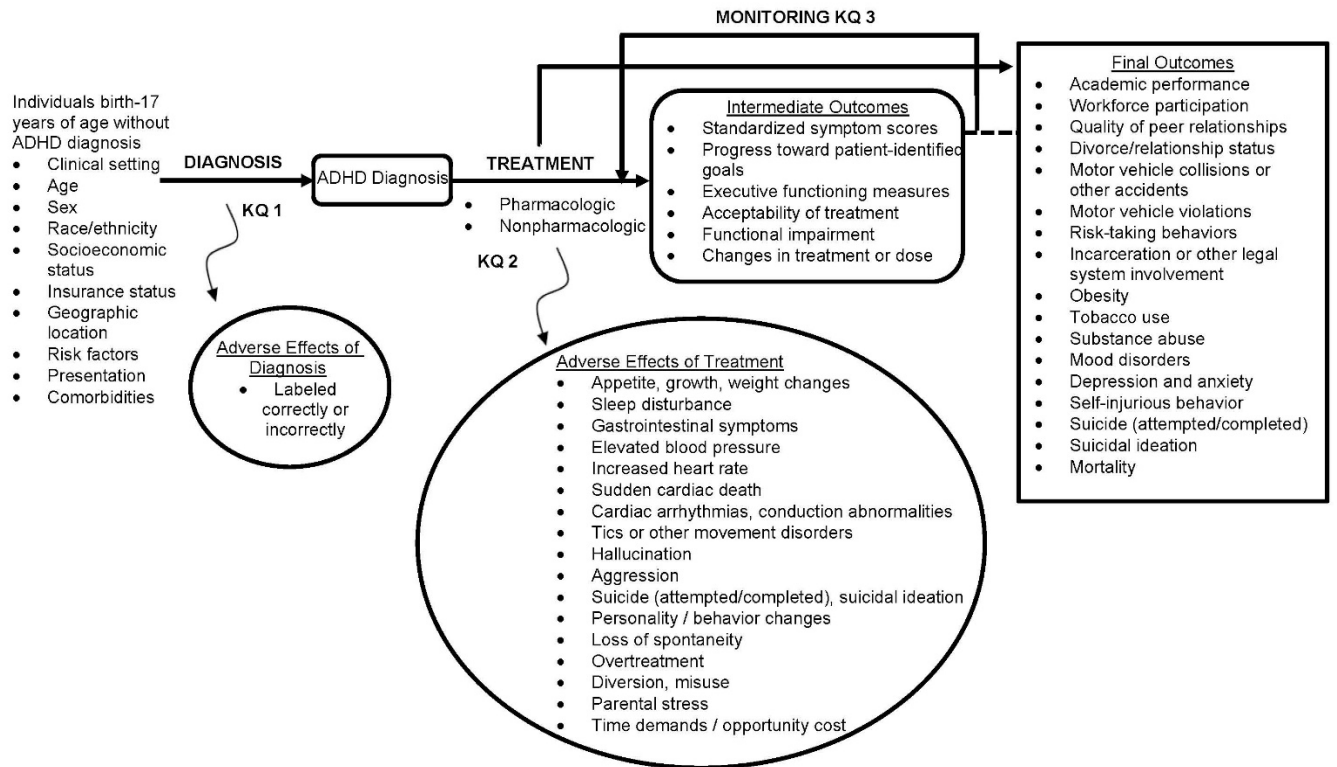 MONITORING KQ 3
Individuals birth-17
years of age without
ADHD diagnosis
• Clinical setting
• Age
• Sex
• Race/ethnicity
• Socioeconomic
status
• Insurance status
• Geographic
location
• Risk factors
• Presentation
• Comorbidities
DIAGNOSIS
KQ 1
Adverse Effects of
Diagnosis
• Labeled
correctly or
incorrectly
ADHD Diagnosis
TREATMENT
• Pharmacologic
• Nonpharmacologic
KQ 2
Adverse Effects of Treatment
• Appetite, growth, weight changes
• Sleep disturbance
• Gastrointestinal symptoms
• Elevated blood pressure
• Increased heart rate
• Sudden cardiac death
• Cardiac arrhythmias, conduction abnormalities
• Tics or other movement disorders
• Hallucination
• Aggression
• Suicide (attempted/completed), suicidal ideation
• Personality / behavior changes
• Loss of spontaneity
• Overtreatment
• Diversion, misuse
• Parental stress
• Time demands / opportunity cost
Intermediate Outcomes
• Standardized symptom scores
• Progress toward patient-identified
goals
• Executive functioning measures
• Acceptability of treatment
• Functional impairment
• Changes in treatment or dose
Final Outcomes
• Academic performance
• Workforce participation
• Quality of peer relationships
• Divorce/relationship status
• Motor vehicle collisions or
other accidents
• Motor vehicle violations
• Risk-taking behaviors
• Incarceration or other legal
system involvement
• Obesity
• Tobacco use
• Substance abuse
• Mood disorders
• Depression and anxiety
• Self-injurious behavior
• Suicide (attempted/completed)
• Suicidal ideation
• Mortality